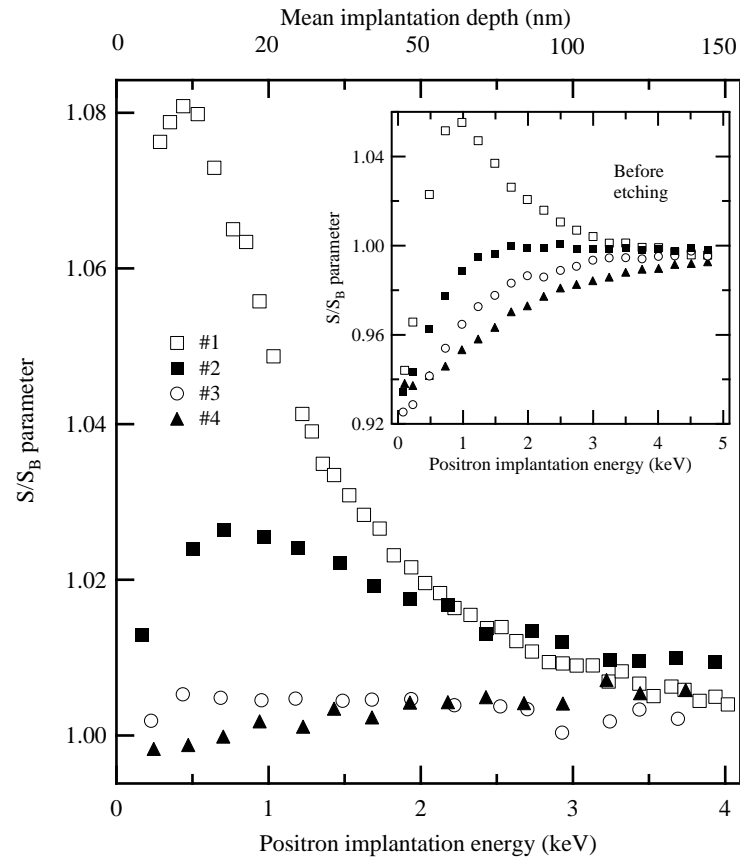 Mean implantation depth (nm)
0 20 50 100 150
1.08
1.06
1.04
1.02
1.00
S/S_B parameter
#1
#2
#3
#4
Before
etching
1.04
1.00
0.96
0.92
S/S_B parameter
0 1 2 3 4 5
Positron implantation energy (keV)
0 1 2 3 4
Positron implantation energy (keV)